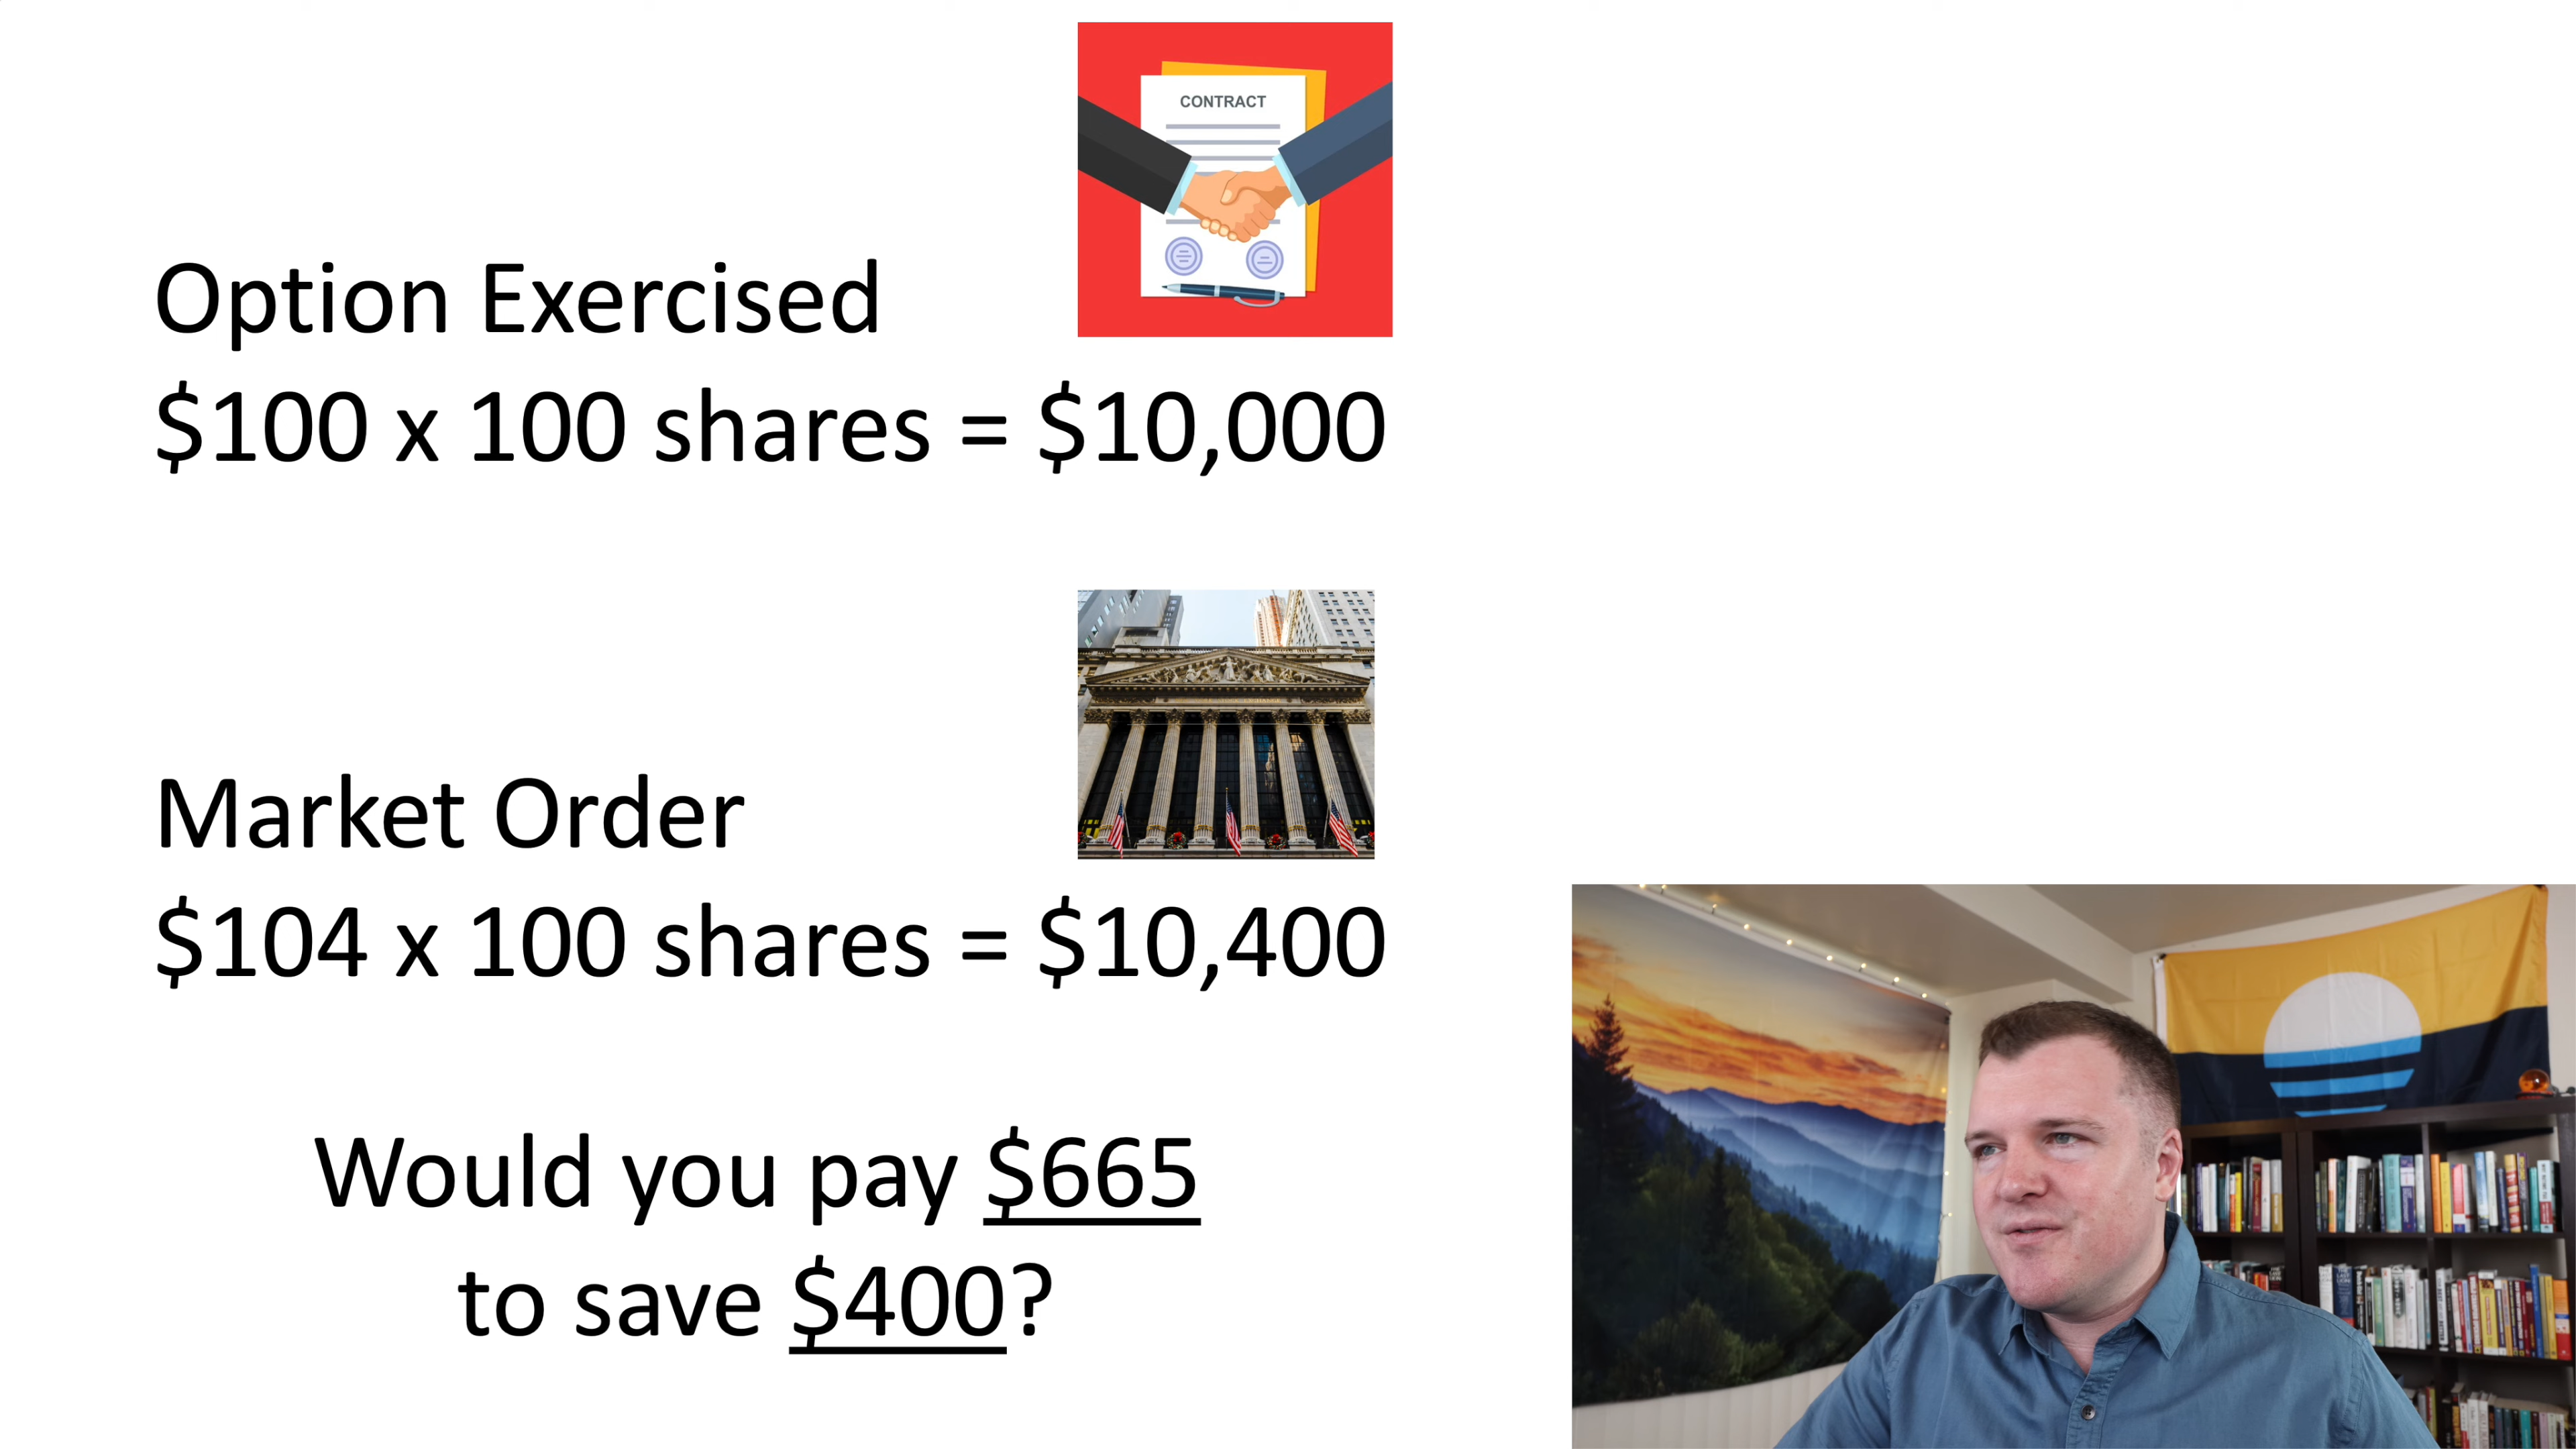 CONTRACT
Option Exercised
$100 x 100 shares = $10,000
Market Order
$104 x 100 shares = $10,400
Would you pay $665
to save $400?